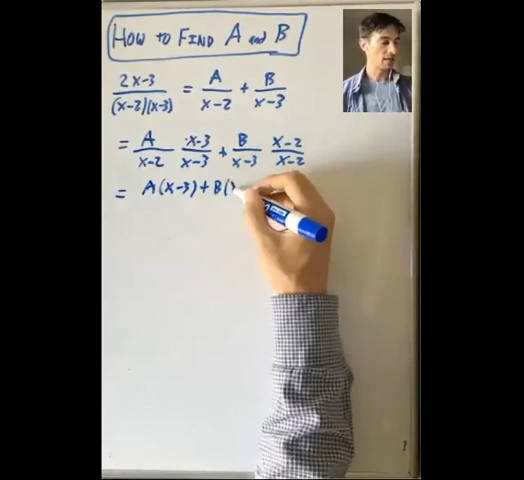 HOW TO FIND A and B
2x-3/(x-2)(x-3) = A/x-2 + B/x-3
= A/x-2 x-3/x-3 + B/x-3 x-2/x-2
= A(x-3)+B(